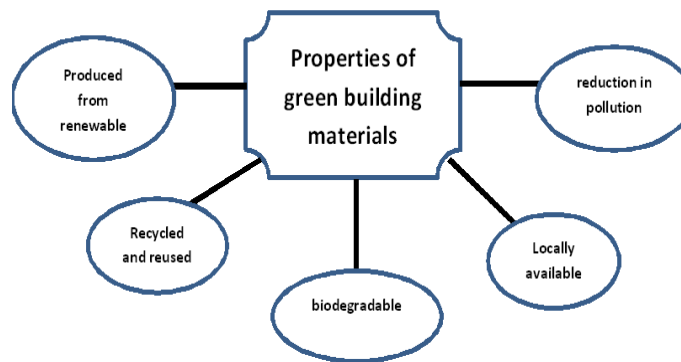 Properties of
green building
materials
Produced
from
renewable
reduction in
pollution
Recycled
and reused
Locally
available
biodegradable